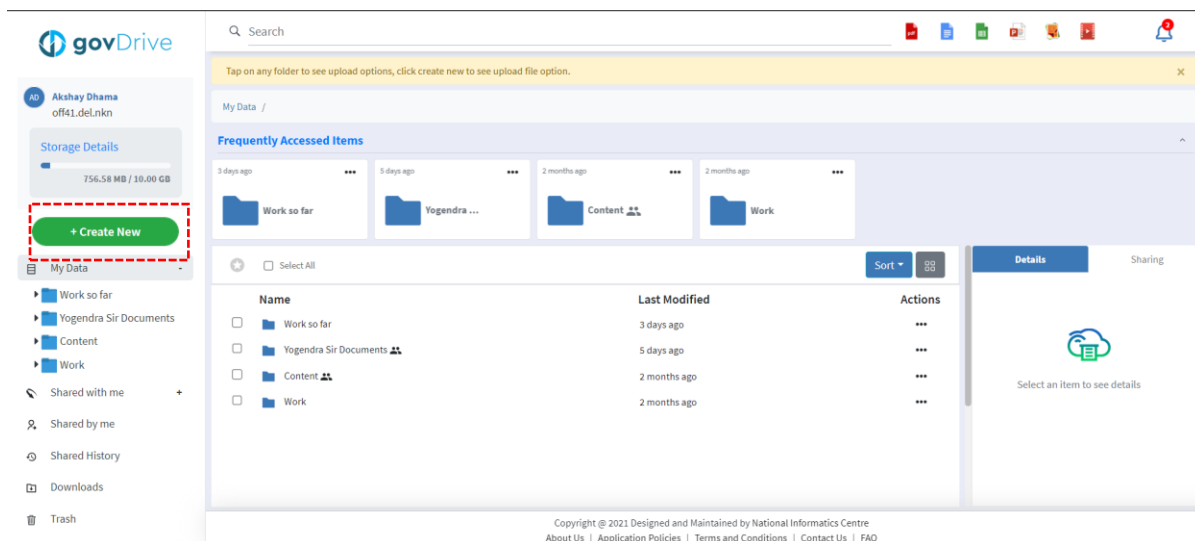 govDrive
Search
2
Tap on any folder to see upload options, click create new to see upload file option.
×
AD
Akshay Dhama
off41.del.nkn
Storage Details
756.58 MB / 10.00 GB
+ Create New
My Data -
Work so far
Yogendra Sir Documents
Content
Work
Shared with me +
Shared by me
Shared History
Downloads
Trash
My Data /
Frequently Accessed Items
3 days ago ••• 5 days ago ••• 2 months ago ••• 2 months ago •••
Work so far Yogendra ... Content Work
Select All Sort
Name Last Modified Actions
Work so far 3 days ago •••
Yogendra Sir Documents 5 days ago •••
Content 2 months ago •••
Work 2 months ago •••
Details Sharing
Select an item to see details
Copyright @ 2021 Designed and Maintained by National Informatics Centre
About Us | Application Policies | Terms and Conditions | Contact Us | FAQ